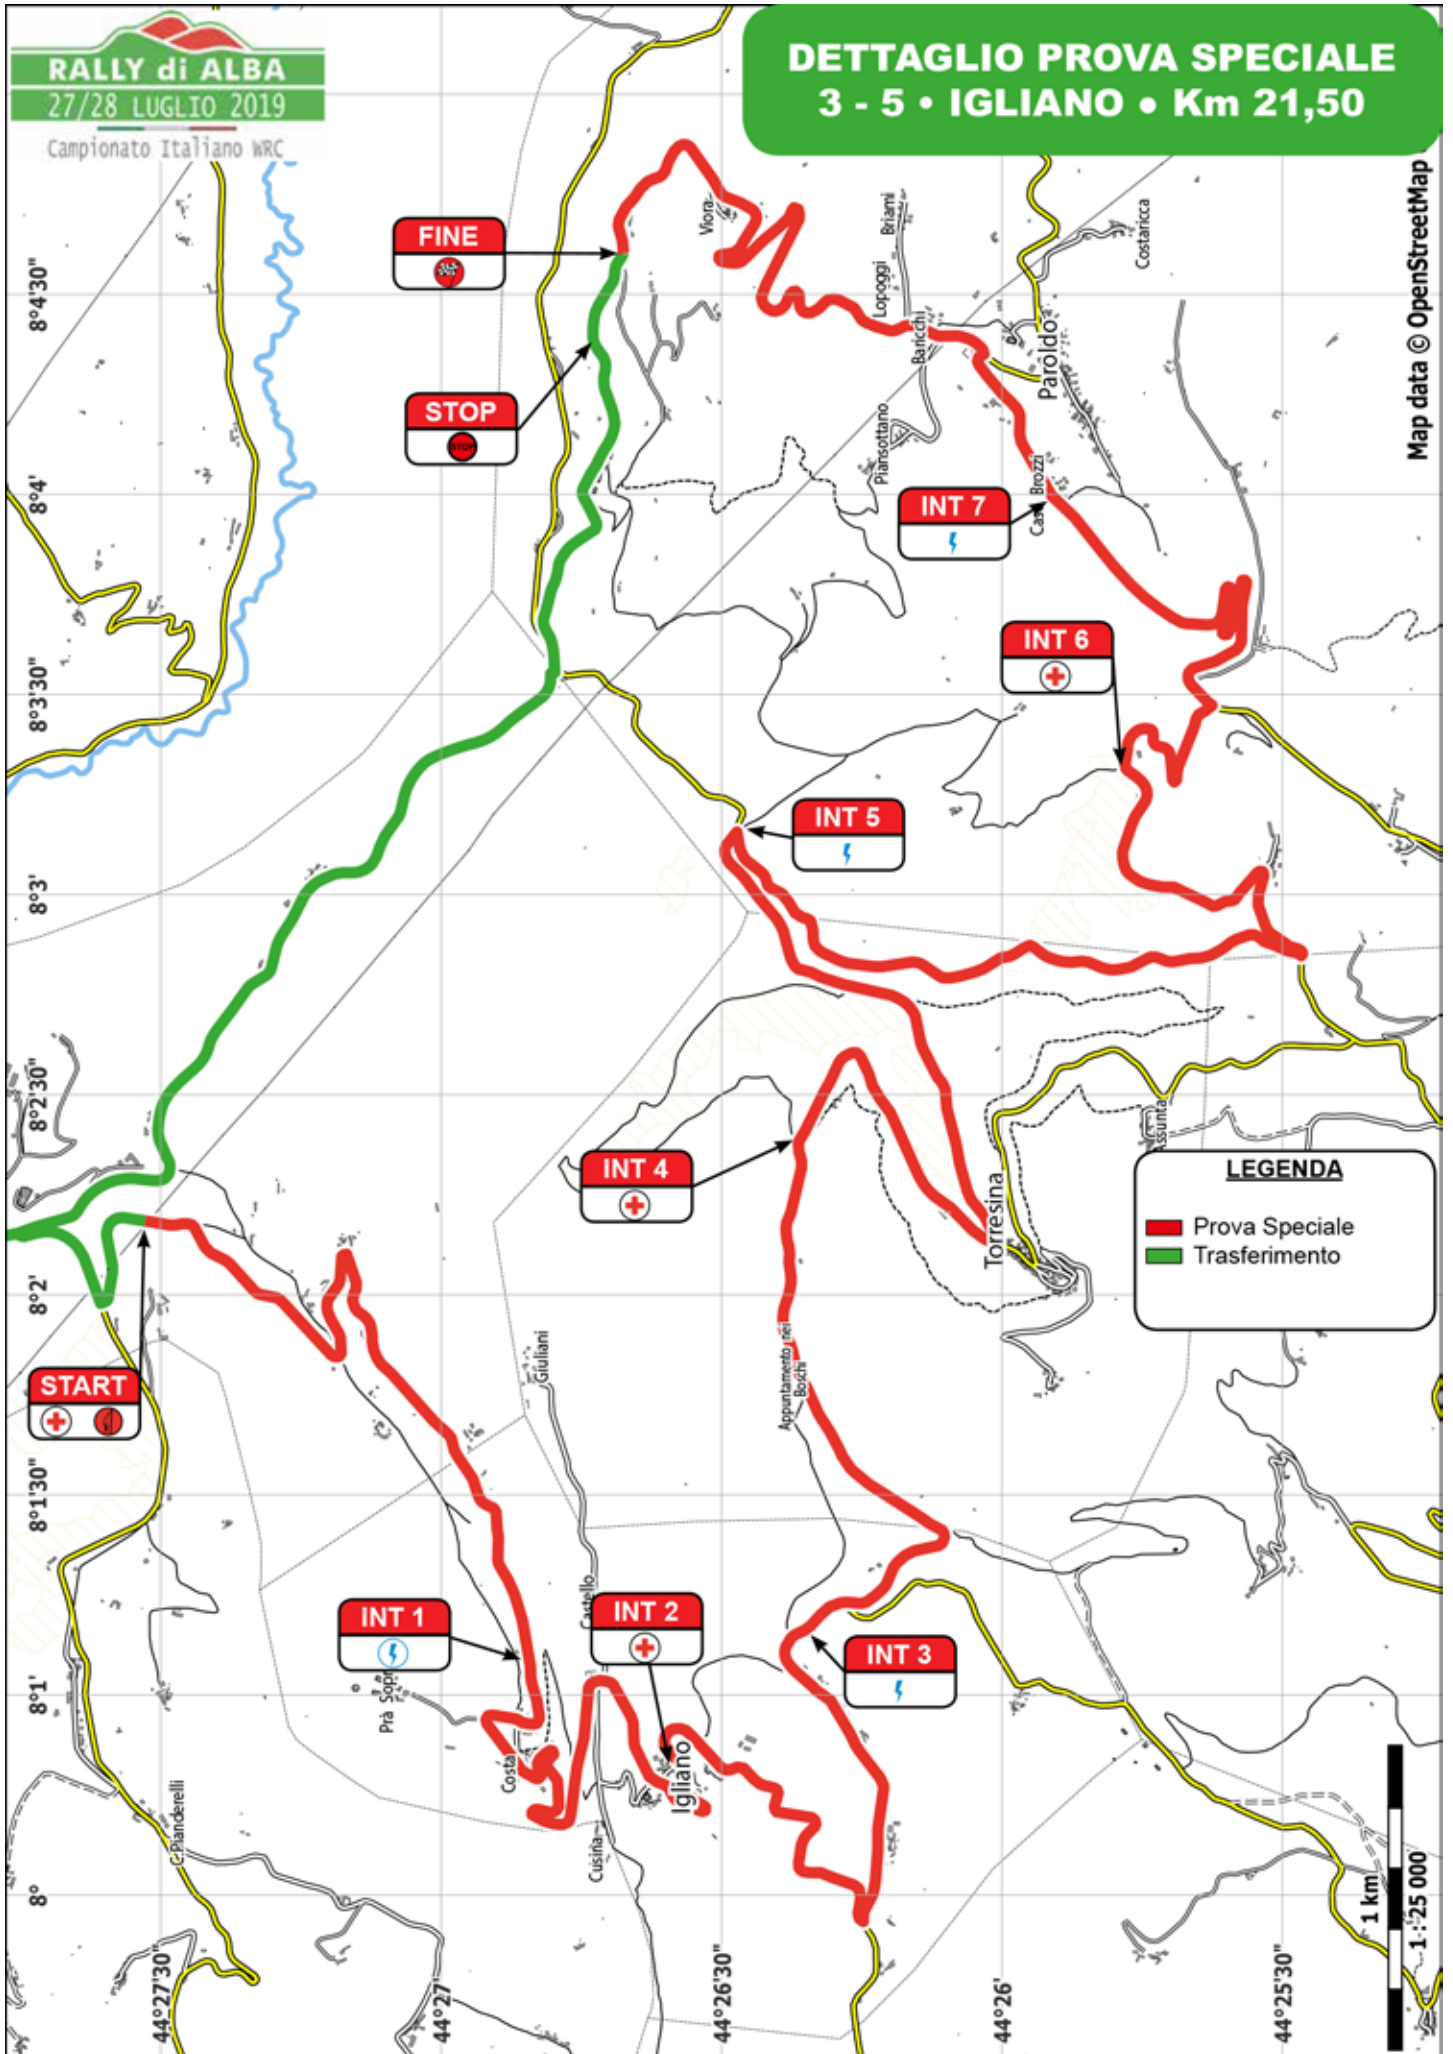 RALLY di ALBA
27/28 LUGLIO 2019
Campionato Italiano WRC
DETTAGLIO PROVA SPECIALE
3 - 5 • IGLIANO • Km 21,50
Map data © OpenStreetMap
FINE
STOP
STOP
INT 7
INT 6
INT 5
INT 4
INT 3
INT 2
INT 1
START
Viora
Briami
Lopoggi
Baricchi
Costaricca
Paroldo
Piansottano
Brozzi
Torresina
Assunta
LEGENDA
Prova Speciale
Trasferimento
Appuntamento nei
Boschi
Giuliani
Castello
Prà Sopr
Costa
Igliano
Cusina
C.Pianderelli
8°4'30"
8°4'
8°3'30"
8°3'
8°2'30"
8°2'
8°1'30"
8°1'
8°
44°27'30"
44°27'
44°26'30"
44°26'
44°25'30"
1 km
1:25 000